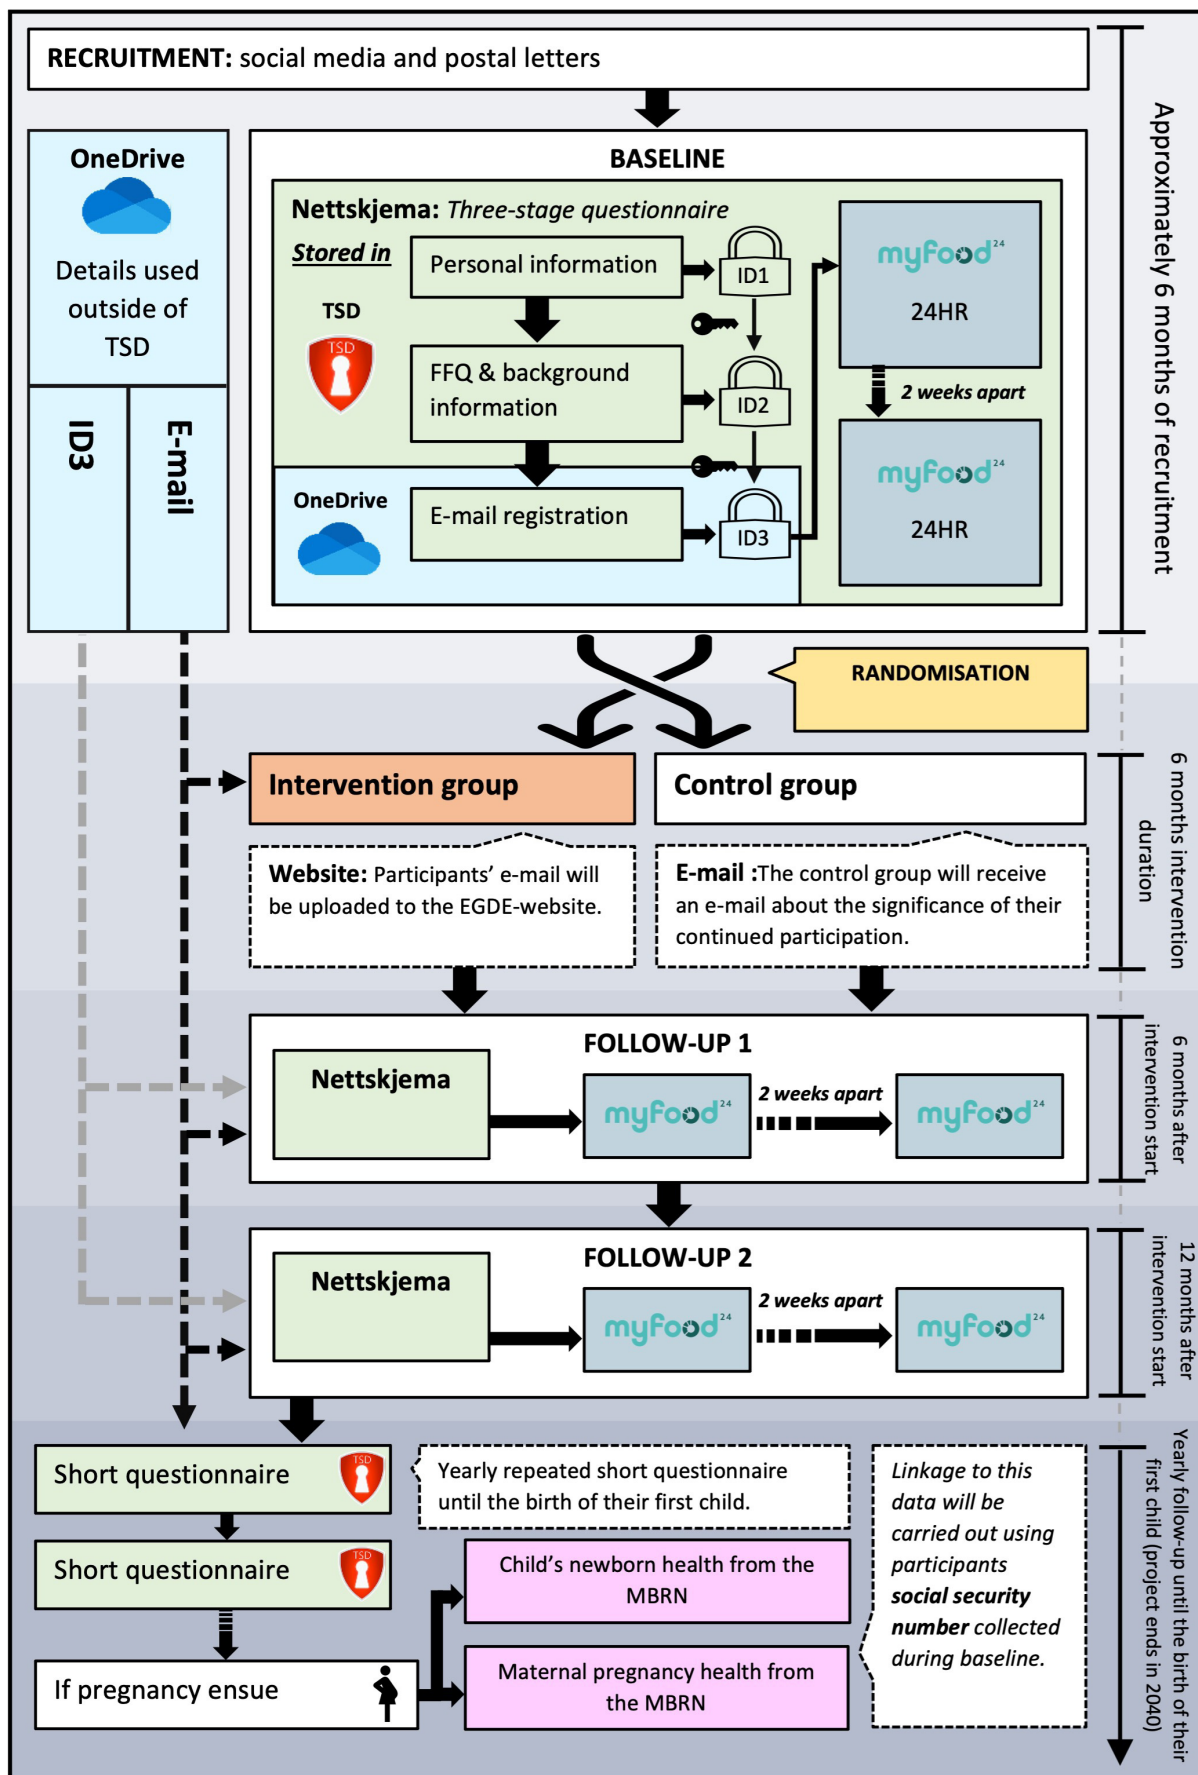 RECRUITMENT: social media and postal letters
OneDrive
Details used
outside of
TSD
ID3
E-mail
BASELINE
Nettskjema: Three-stage questionnaire
Stored in
TSD
TSD
Personal information
ID1
FFQ & background
information
ID2
OneDrive
E-mail registration
ID3
myfood24
24HR
2 weeks apart
myfood24
24HR
Approximately 6 months of recruitment
RANDOMISATION
Intervention group
Control group
Website: Participants’ e-mail will
be uploaded to the EGDE-website.
E-mail :The control group will receive
an e-mail about the significance of their
continued participation.
6 months intervention
duration
FOLLOW-UP 1
Nettskjema
myfood24
2 weeks apart
myfood24
6 months after
intervention start
FOLLOW-UP 2
Nettskjema
myfood24
2 weeks apart
myfood24
12 months after
intervention start
Short questionnaire
TSD
Short questionnaire
TSD
If pregnancy ensue
Yearly repeated short questionnaire
until the birth of their first child.
Child’s newborn health from the
MBRN
Maternal pregnancy health from
the MBRN
Linkage to this
data will be
carried out using
participants
social security
number collected
during baseline.
Yearly follow-up until the birth of their
first child (project ends in 2040)